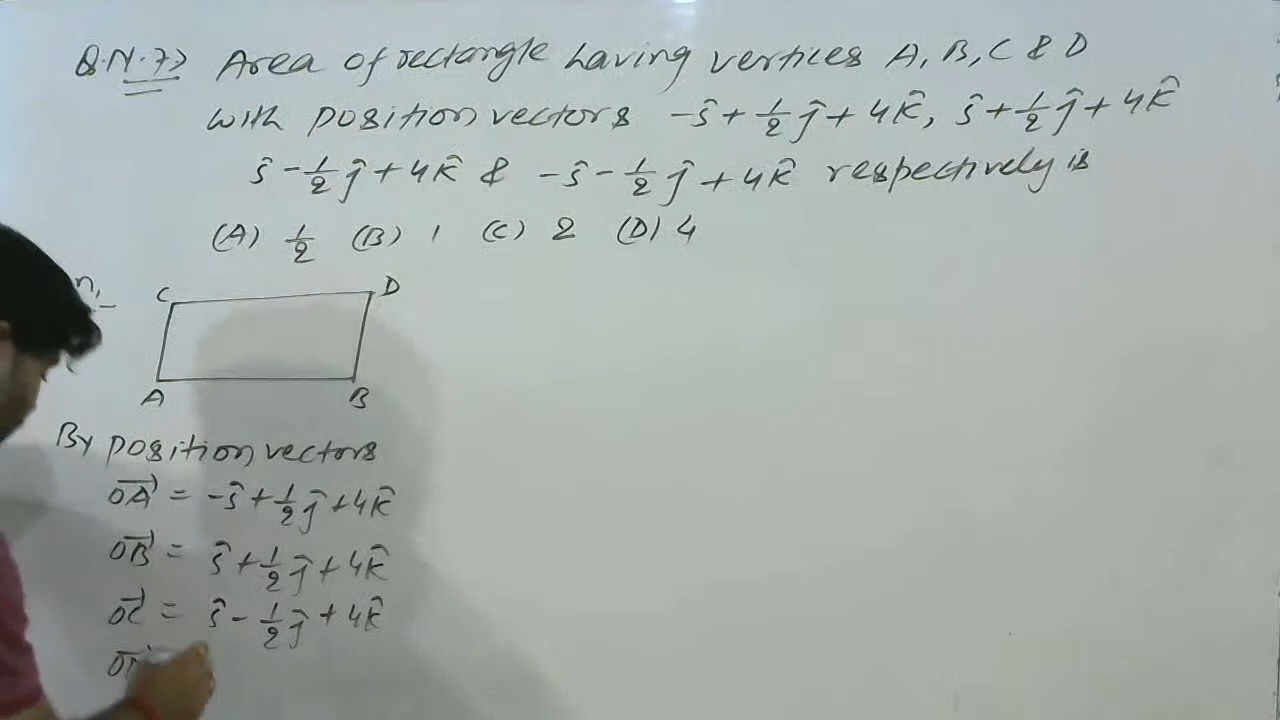 Q.N.7> Area of rectangle having vertices A, B, C & D
with position vectors -î + 1/2 ĵ + 4k̂, î + 1/2 ĵ + 4k̂
î - 1/2 ĵ + 4k̂ & -î - 1/2 ĵ + 4k̂ respectively is
(A) 1/2 (B) 1 (C) 2 (D) 4
C D
A B
By position vectors
OA⃗ = -î + 1/2 ĵ + 4k̂
OB⃗ = î + 1/2 ĵ + 4k̂
OC⃗ = î - 1/2 ĵ + 4k̂